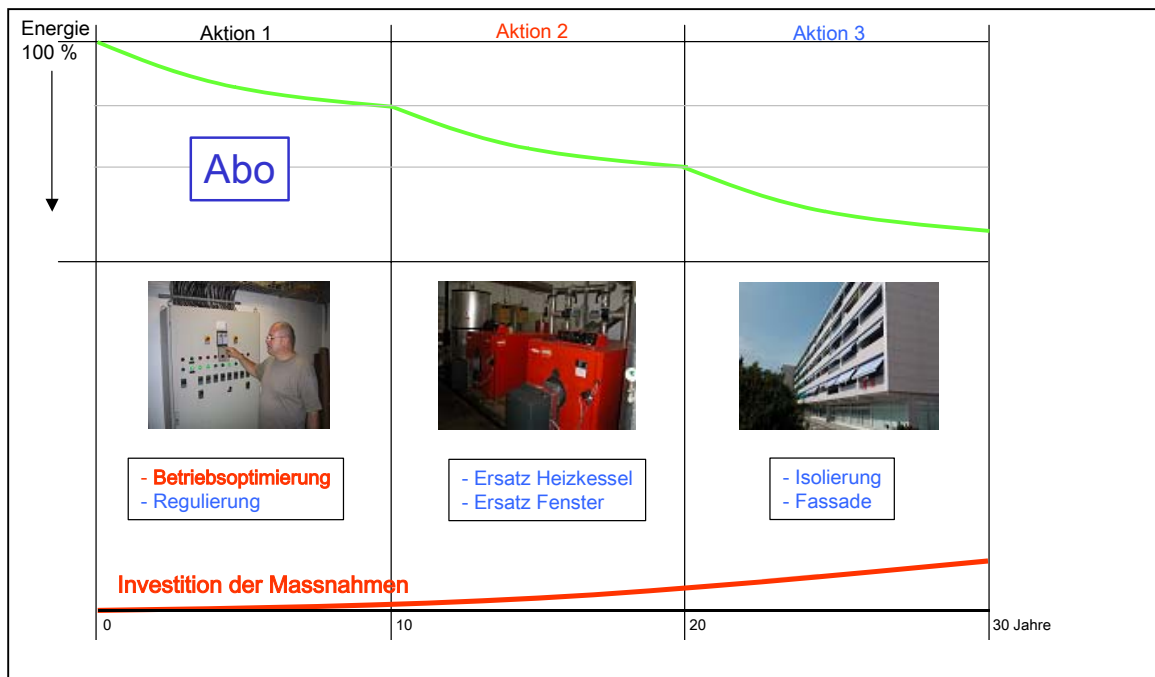 Energie
100 %
Aktion 1
Aktion 2
Aktion 3
Abo
- Betriebsoptimierung
- Regulierung
- Ersatz Heizkessel
- Ersatz Fenster
- Isolierung
- Fassade
Investition der Massnahmen
0
10
20
30 Jahre